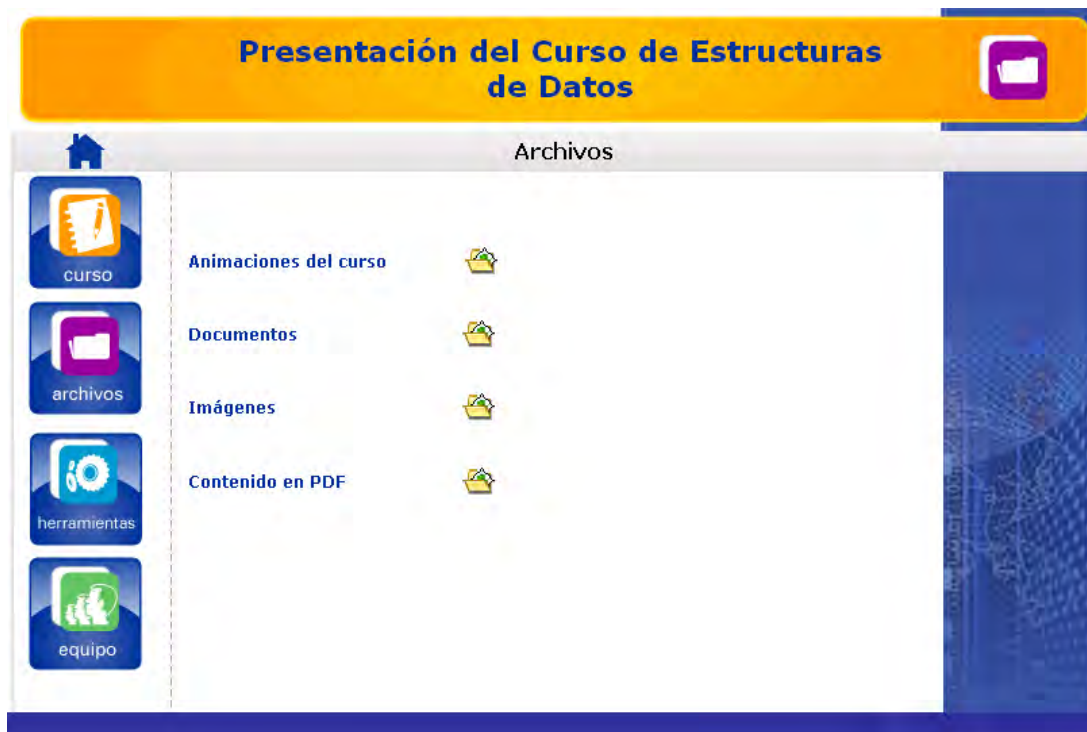 Presentación del Curso de Estructuras
de Datos
Archivos
curso
archivos
herramientas
equipo
Animaciones del curso
Documentos
Imágenes
Contenido en PDF